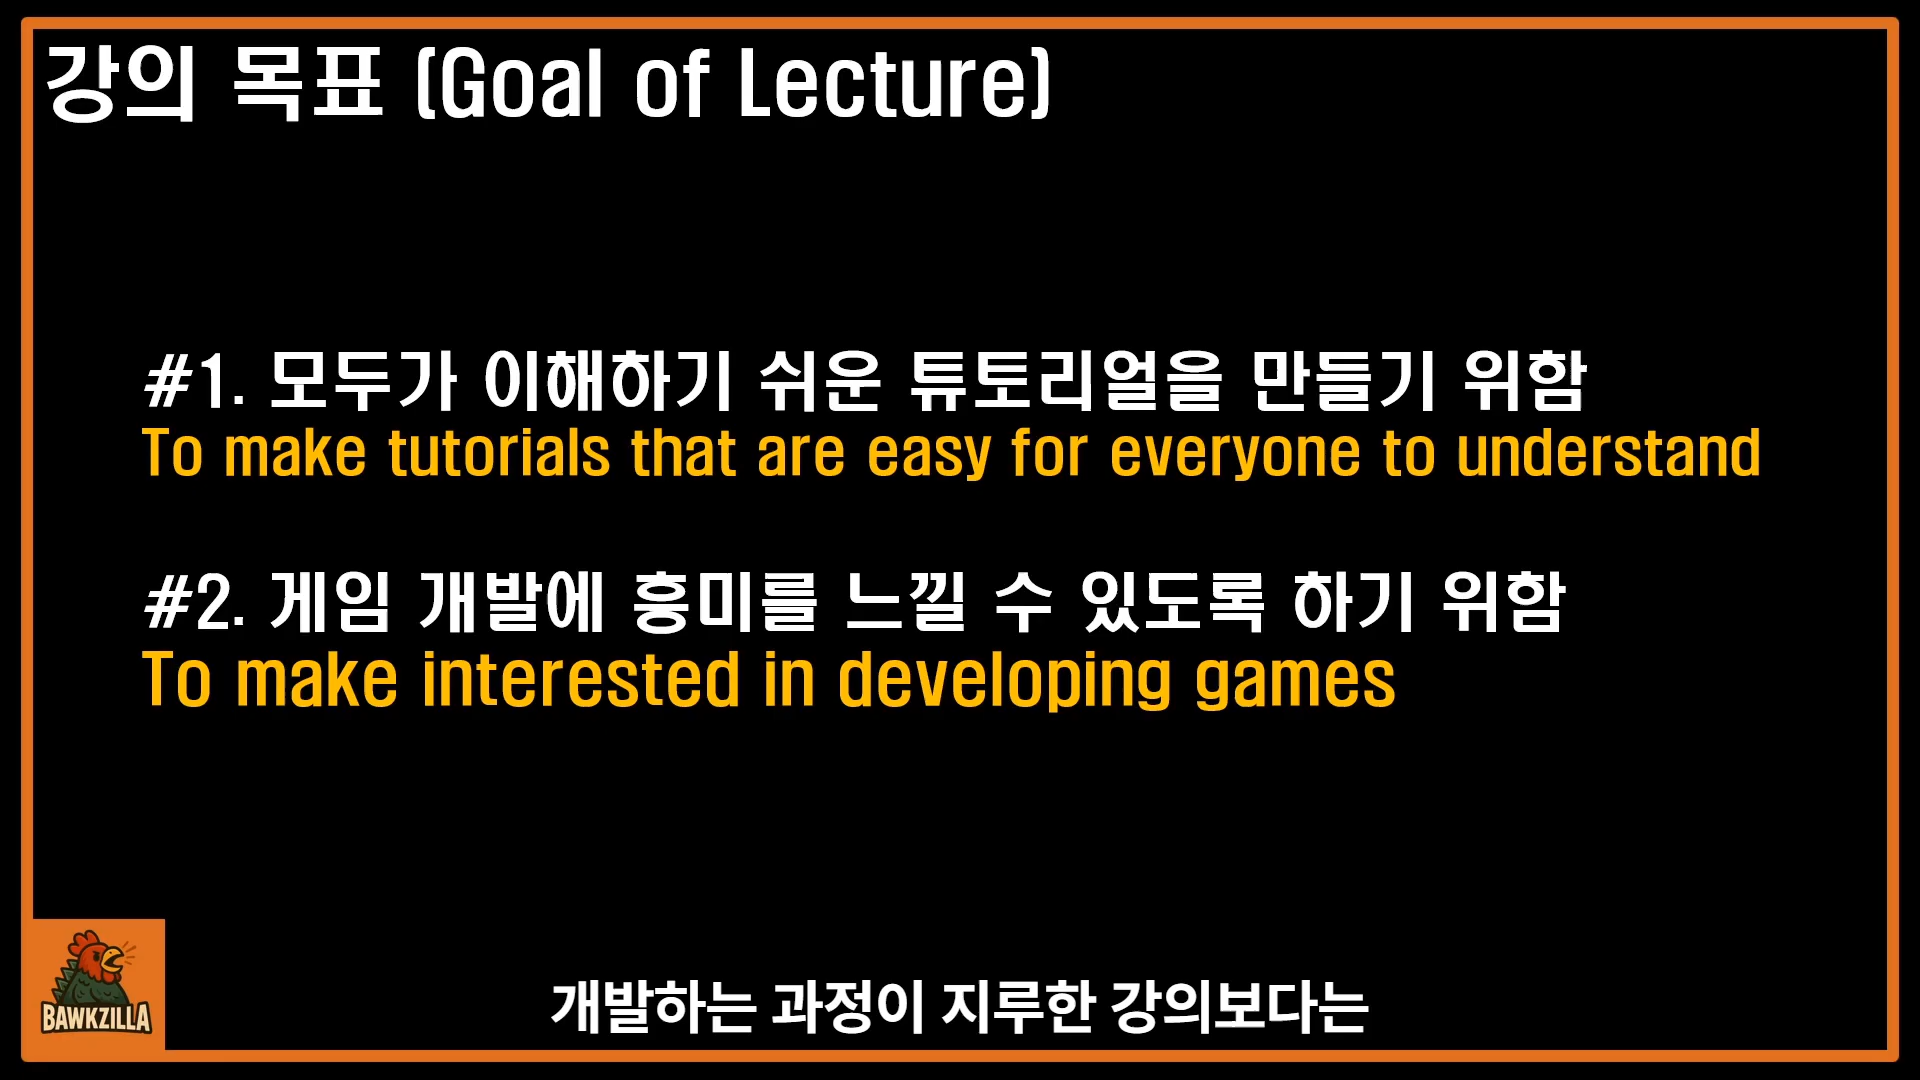 강의 목표 (Goal of Lecture)
#1. 모두가 이해하기 쉬운 튜토리얼을 만들기 위함
To make tutorials that are easy for everyone to understand
#2. 게임 개발에 흥미를 느낄 수 있도록 하기 위함
To make interested in developing games
BAWKZILLA
개발하는 과정이 지루한 강의보다는